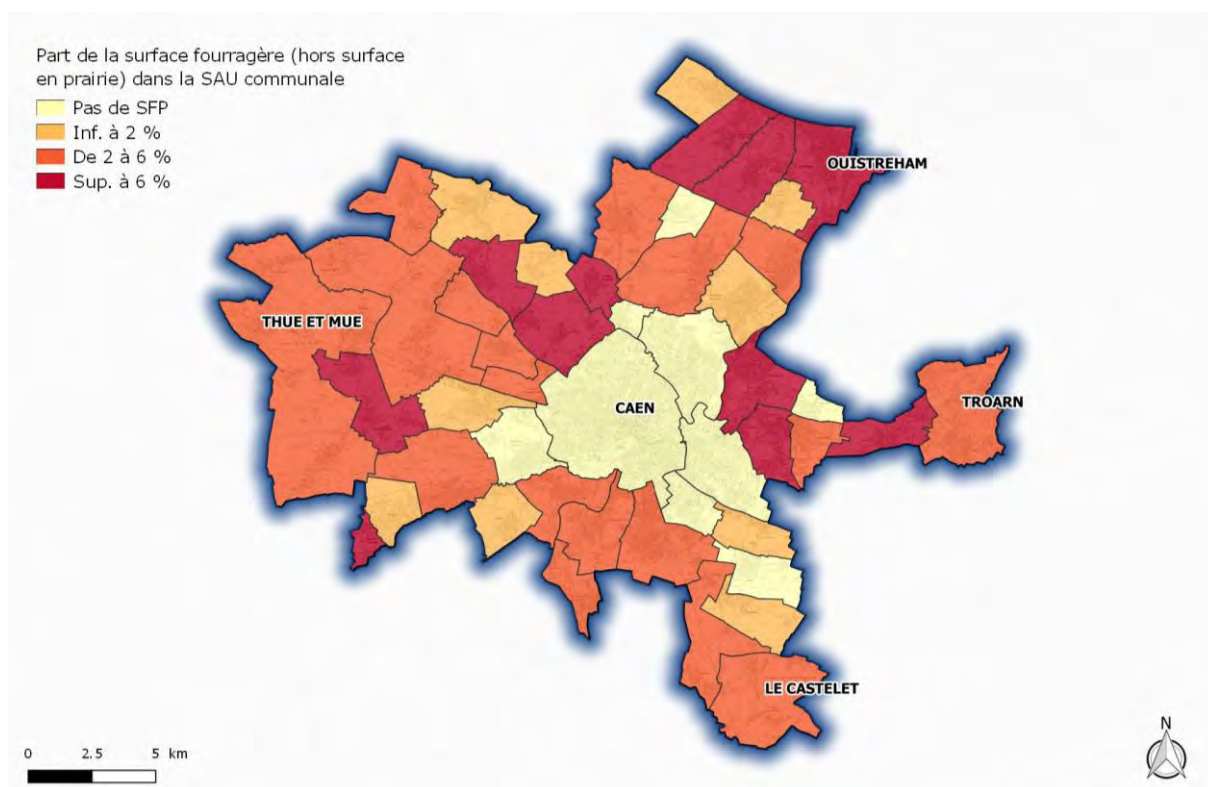 Part de la surface fourragère (hors surface
en prairie) dans la SAU communale
Pas de SFP
Inf. à 2 %
De 2 à 6 %
Sup. à 6 %
OUISTREHAM
THUE ET MUE
CAEN
TROARN
LE CASTELET
0 2.5 5 km
N